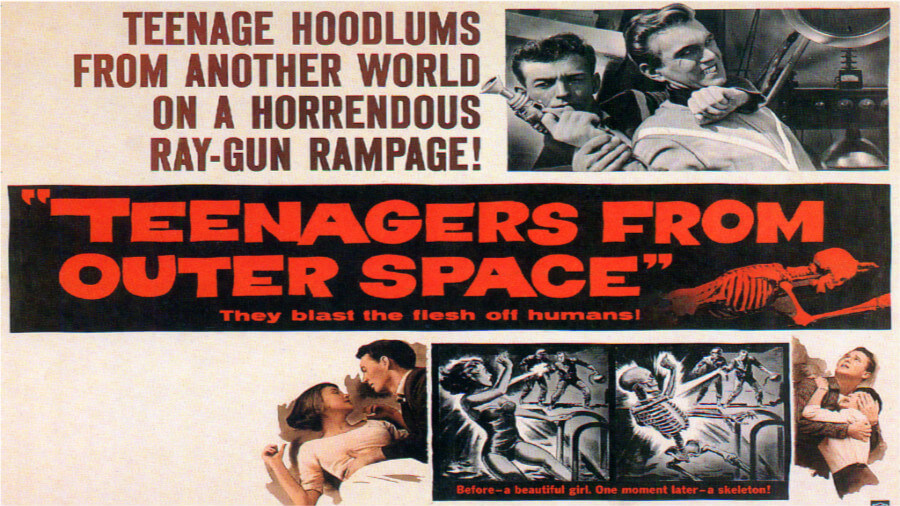 TEENAGE HOODLUMS
FROM ANOTHER WORLD
ON A HORRENDOUS
RAY-GUN RAMPAGE!
"TEENAGERS FROM
OUTER SPACE"
They blast the flesh off humans!
Before—a beautiful girl. One moment later—a skeleton!